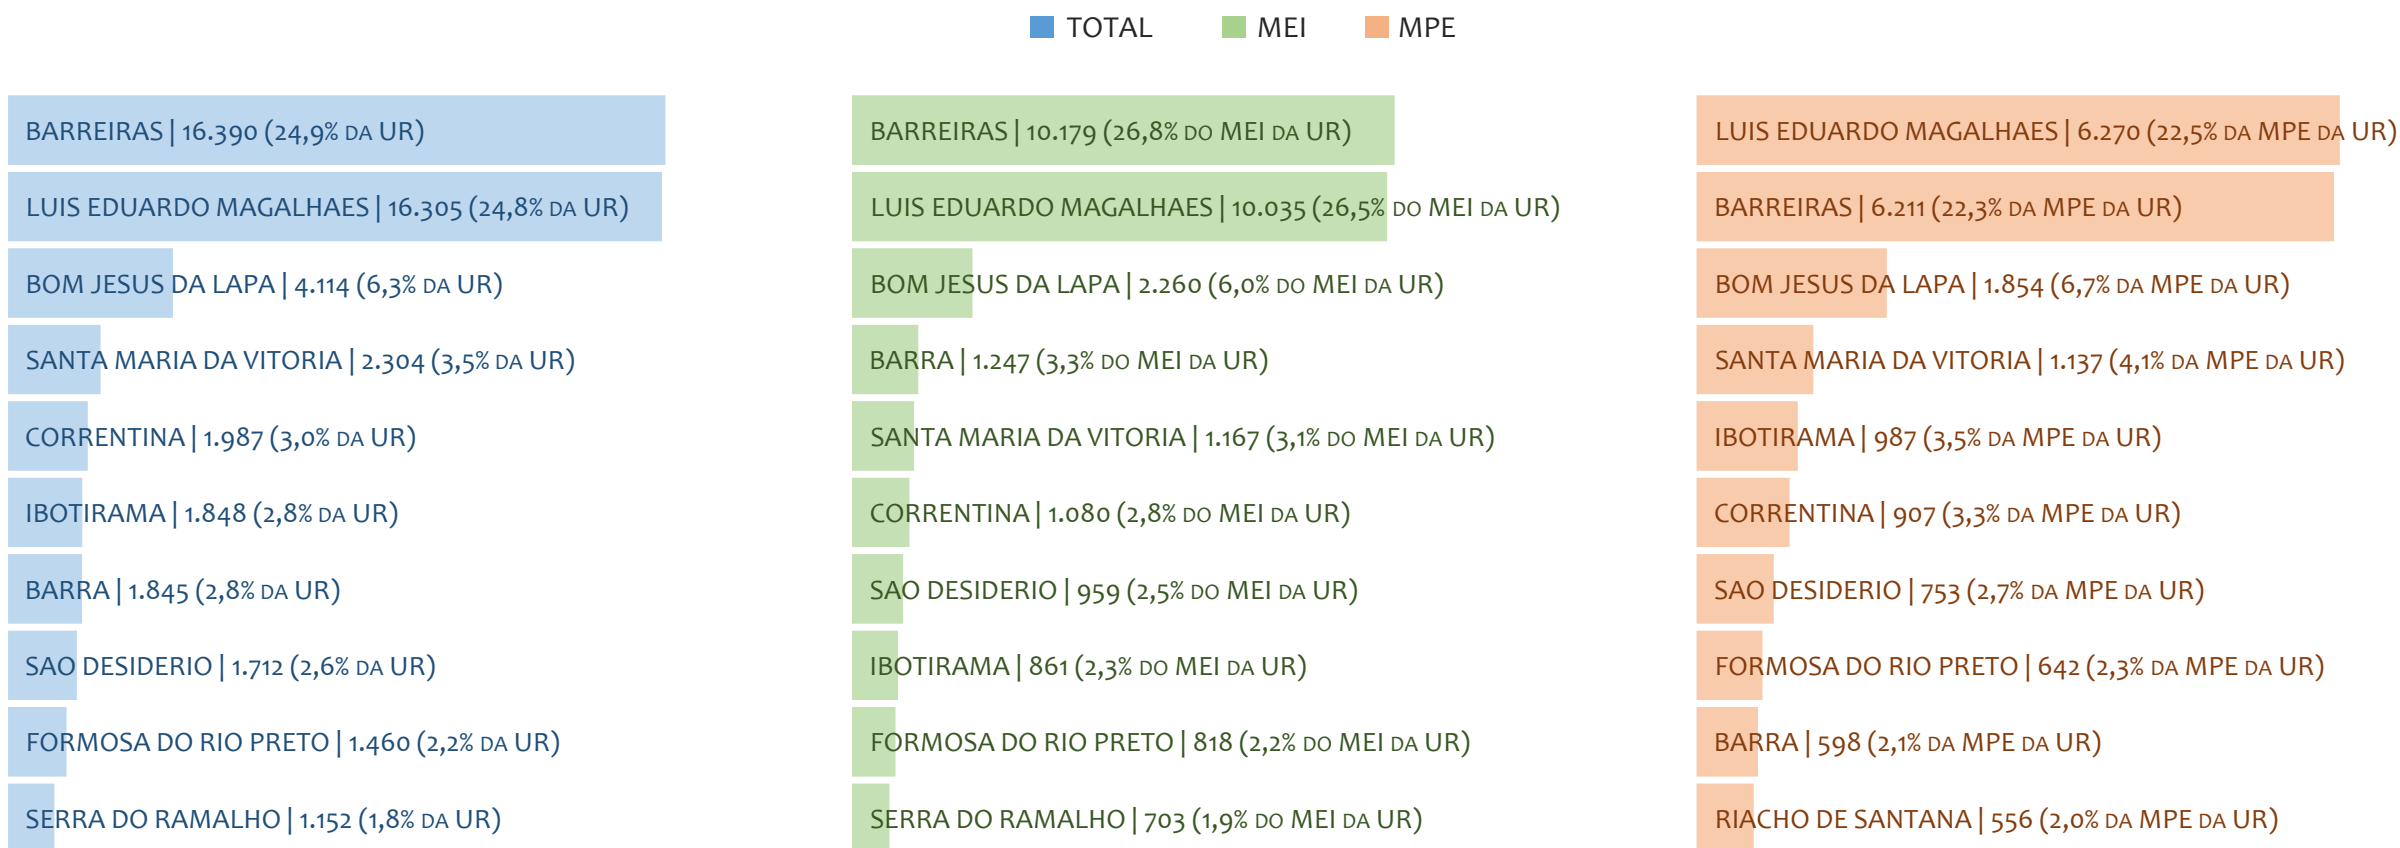 TOTAL MEI MPE
BARREIRAS | 16.390 (24,9% DA UR)
LUIS EDUARDO MAGALHAES | 16.305 (24,8% DA UR)
BOM JESUS DA LAPA | 4.114 (6,3% DA UR)
SANTA MARIA DA VITORIA | 2.304 (3,5% DA UR)
CORRENTINA | 1.987 (3,0% DA UR)
IBOTIRAMA | 1.848 (2,8% DA UR)
BARRA | 1.845 (2,8% DA UR)
SAO DESIDERIO | 1.712 (2,6% DA UR)
FORMOSA DO RIO PRETO | 1.460 (2,2% DA UR)
SERRA DO RAMALHO | 1.152 (1,8% DA UR)
BARREIRAS | 10.179 (26,8% DO MEI DA UR)
LUIS EDUARDO MAGALHAES | 10.035 (26,5% DO MEI DA UR)
BOM JESUS DA LAPA | 2.260 (6,0% DO MEI DA UR)
BARRA | 1.247 (3,3% DO MEI DA UR)
SANTA MARIA DA VITORIA | 1.167 (3,1% DO MEI DA UR)
CORRENTINA | 1.080 (2,8% DO MEI DA UR)
SAO DESIDERIO | 959 (2,5% DO MEI DA UR)
IBOTIRAMA | 861 (2,3% DO MEI DA UR)
FORMOSA DO RIO PRETO | 818 (2,2% DO MEI DA UR)
SERRA DO RAMALHO | 703 (1,9% DO MEI DA UR)
LUIS EDUARDO MAGALHAES | 6.270 (22,5% DA MPE DA UR)
BARREIRAS | 6.211 (22,3% DA MPE DA UR)
BOM JESUS DA LAPA | 1.854 (6,7% DA MPE DA UR)
SANTA MARIA DA VITORIA | 1.137 (4,1% DA MPE DA UR)
IBOTIRAMA | 987 (3,5% DA MPE DA UR)
CORRENTINA | 907 (3,3% DA MPE DA UR)
SAO DESIDERIO | 753 (2,7% DA MPE DA UR)
FORMOSA DO RIO PRETO | 642 (2,3% DA MPE DA UR)
BARRA | 598 (2,1% DA MPE DA UR)
RIACHO DE SANTANA | 556 (2,0% DA MPE DA UR)